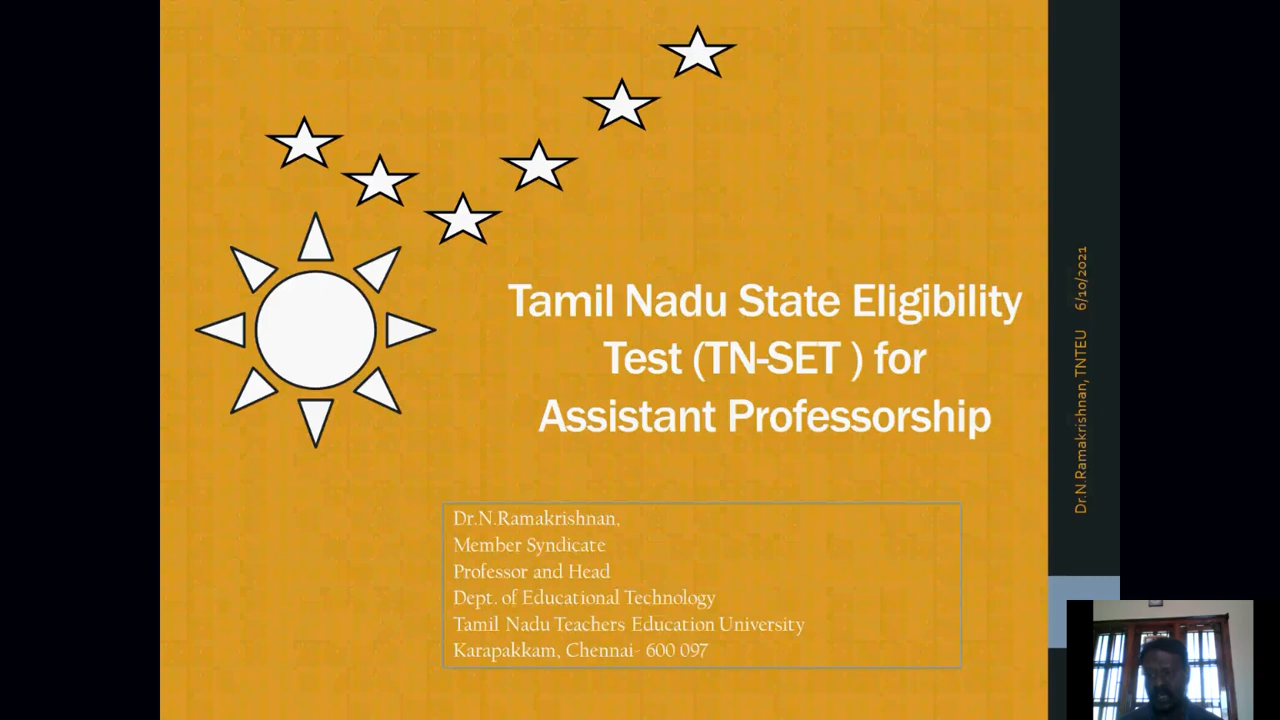 Tamil Nadu State Eligibility
Test (TN-SET ) for
Assistant Professorship
Dr.N.Ramakrishnan,
Member Syndicate
Professor and Head
Dept. of Educational Technology
Tamil Nadu Teachers Education University
Karapakkam, Chennai- 600 097
Dr.N.Ramakrishnan, TNTEU 6/10/2021